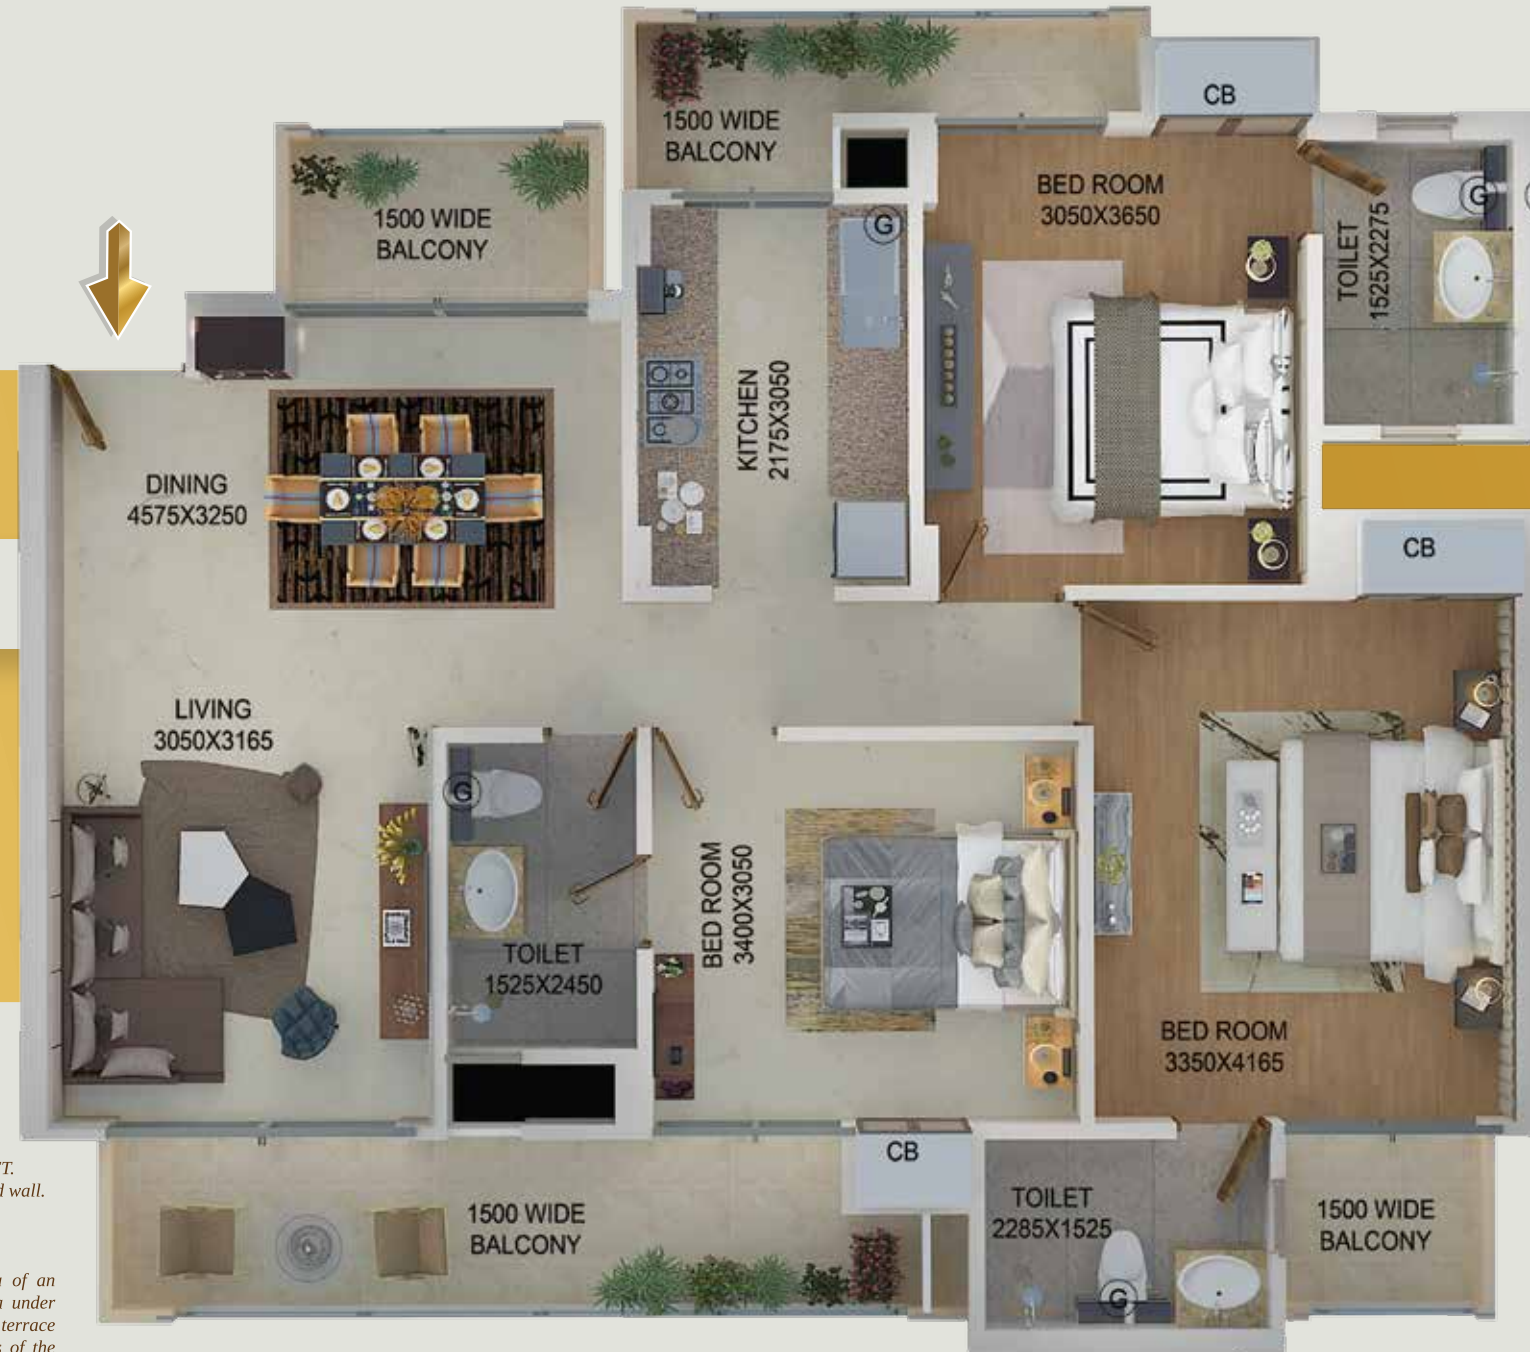 CB
1500 WIDE
BALCONY
1500 WIDE
BALCONY
BED ROOM
3050X3650
G
TOILET
1525X2275
G
KITCHEN
2175X3050
DINING
4575X3250
CB
LIVING
3050X3165
G
BED ROOM
3400X3050
TOILET
1525X2450
BED ROOM
3350X4165
CB
T.
d wall.
1500 WIDE
BALCONY
TOILET
2285X1525
G
1500 WIDE
BALCONY
of an
under
terrace
of the